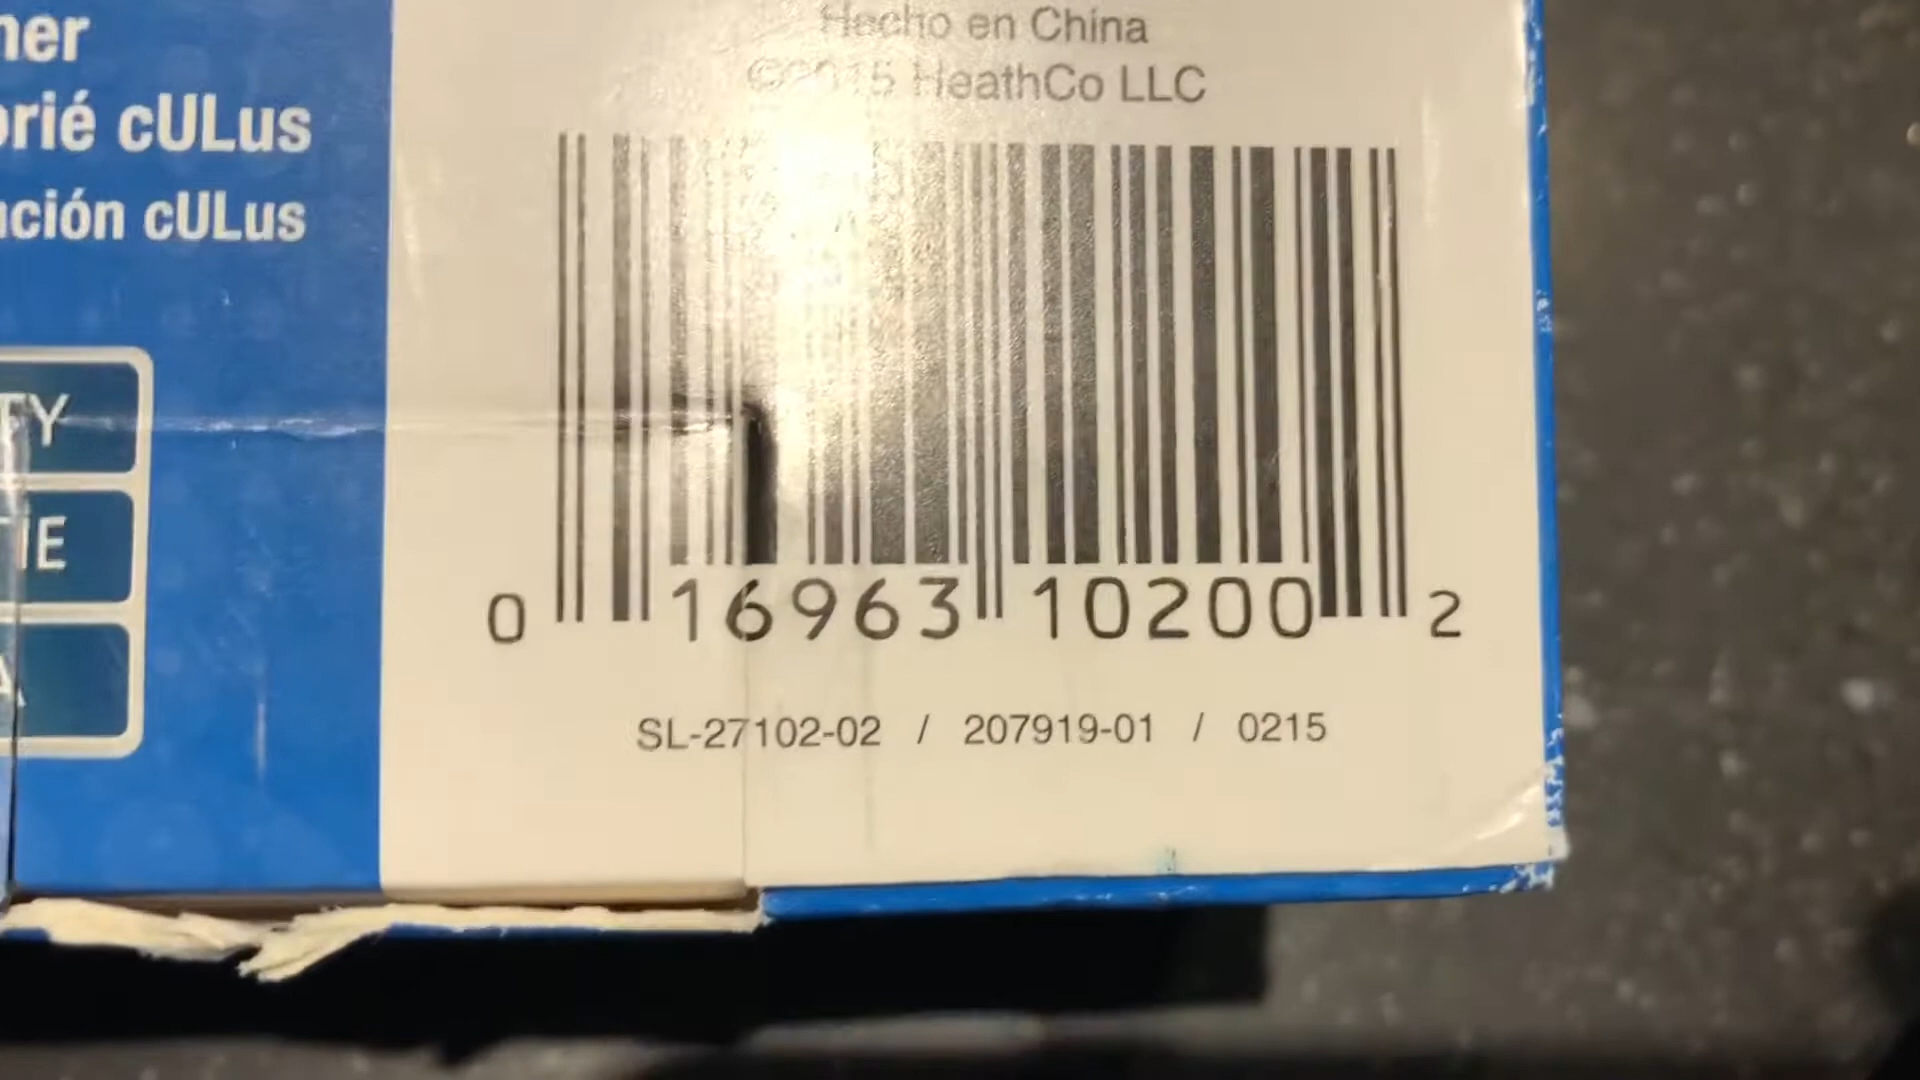 ner
orié cULus
ación cULus
TY
TIE
A
Hecho en China
©2015 HeathCo LLC
0 16963 10200 2
SL-27102-02 / 207919-01 / 0215